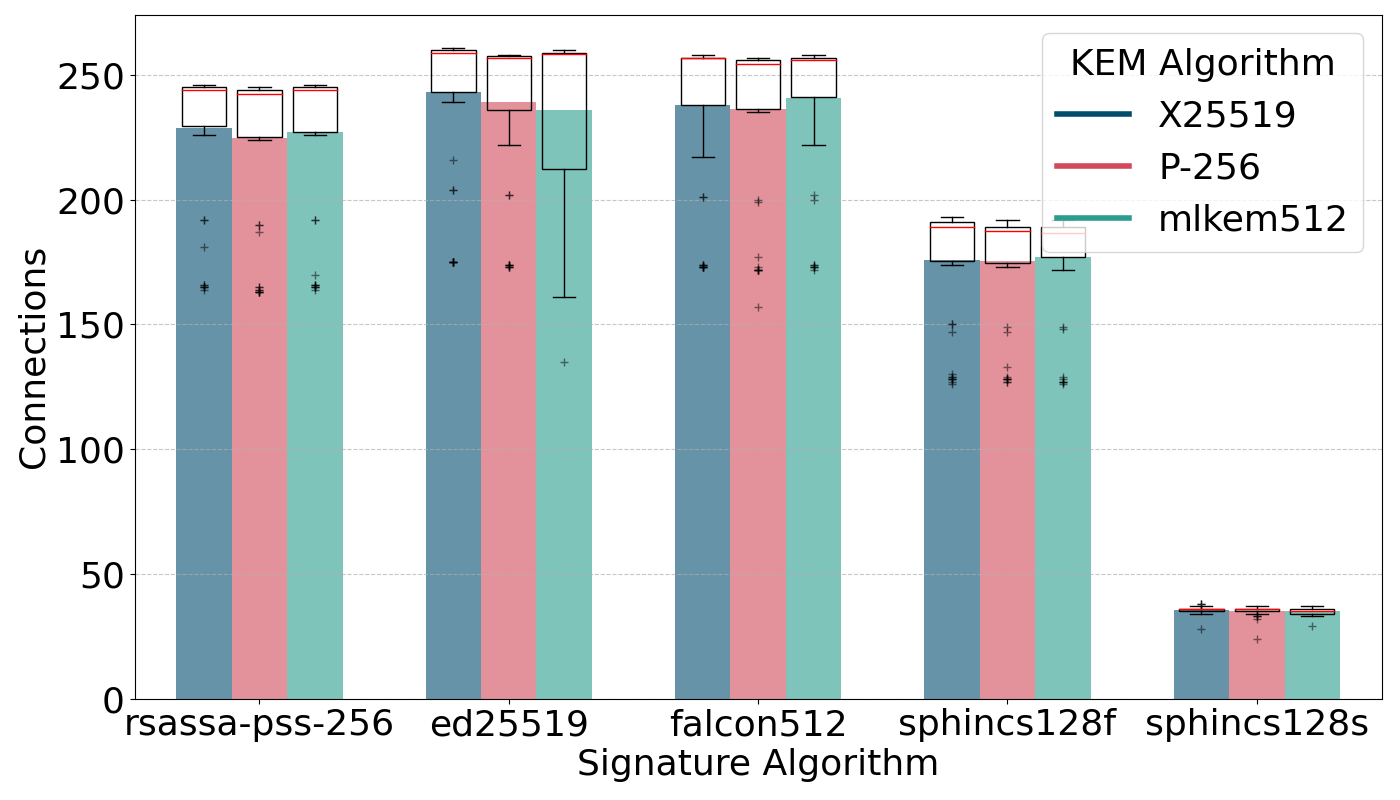 KEM Algorithm
X25519
P-256
mlkem512
Connections
250
200
150
100
50
0
rsassa-pss-256 ed25519 falcon512 sphincs128f sphincs128s
Signature Algorithm